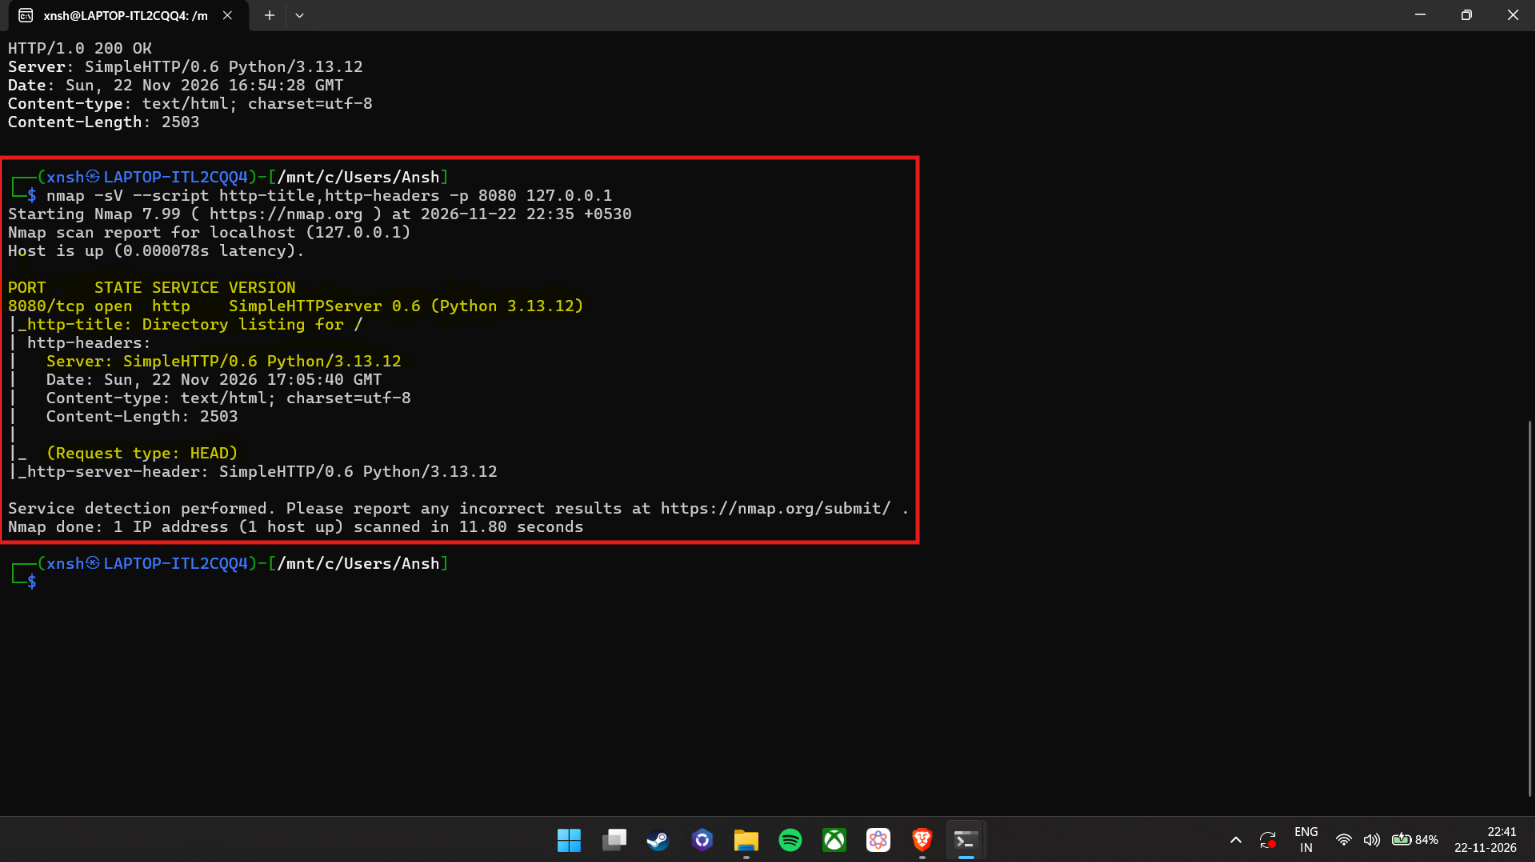 xnsh@LAPTOP-ITL2CQQ4: /m
HTTP/1.0 200 OK
Server: SimpleHTTP/0.6 Python/3.13.12
Date: Sun, 22 Nov 2026 16:54:28 GMT
Content-type: text/html; charset=utf-8
Content-Length: 2503
┌──(xnsh㉿LAPTOP-ITL2CQQ4)-[/mnt/c/Users/Ansh]
└─$ nmap -sV --script http-title,http-headers -p 8080 127.0.0.1
Starting Nmap 7.99 ( https://nmap.org ) at 2026-11-22 22:35 +0530
Nmap scan report for localhost (127.0.0.1)
Host is up (0.000078s latency).
PORT     STATE SERVICE VERSION
8080/tcp open  http    SimpleHTTPServer 0.6 (Python 3.13.12)
|_http-title: Directory listing for /
| http-headers:
|   Server: SimpleHTTP/0.6 Python/3.13.12
|   Date: Sun, 22 Nov 2026 17:05:40 GMT
|   Content-type: text/html; charset=utf-8
|   Content-Length: 2503
|
|_  (Request type: HEAD)
|_http-server-header: SimpleHTTP/0.6 Python/3.13.12
Service detection performed. Please report any incorrect results at https://nmap.org/submit/ .
Nmap done: 1 IP address (1 host up) scanned in 11.80 seconds
┌──(xnsh㉿LAPTOP-ITL2CQQ4)-[/mnt/c/Users/Ansh]
└─$
ENG
IN
84%
22:41
22-11-2026